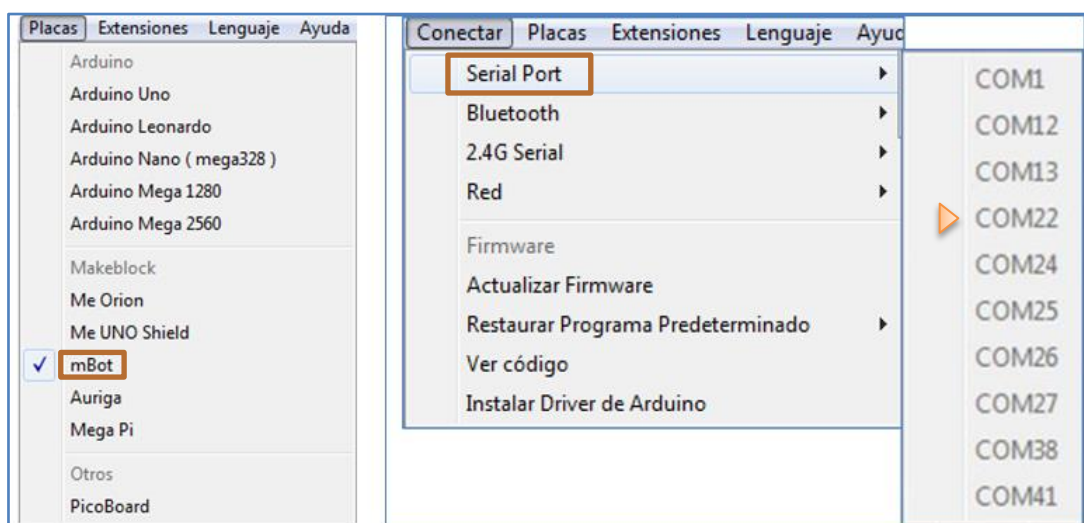 Placas Extensiones Lenguaje Ayuda
Arduino
Arduino Uno
Arduino Leonardo
Arduino Nano ( mega328 )
Arduino Mega 1280
Arduino Mega 2560
Makeblock
Me Orion
Me UNO Shield
mBot
Auriga
Mega Pi
Otros
PicoBoard
Conectar Placas Extensiones Lenguaje Ayuc
Serial Port
Bluetooth
2.4G Serial
Red
Firmware
Actualizar Firmware
Restaurar Programa Predeterminado
Ver código
Instalar Driver de Arduino
COM1
COM12
COM13
COM22
COM24
COM25
COM26
COM27
COM38
COM41